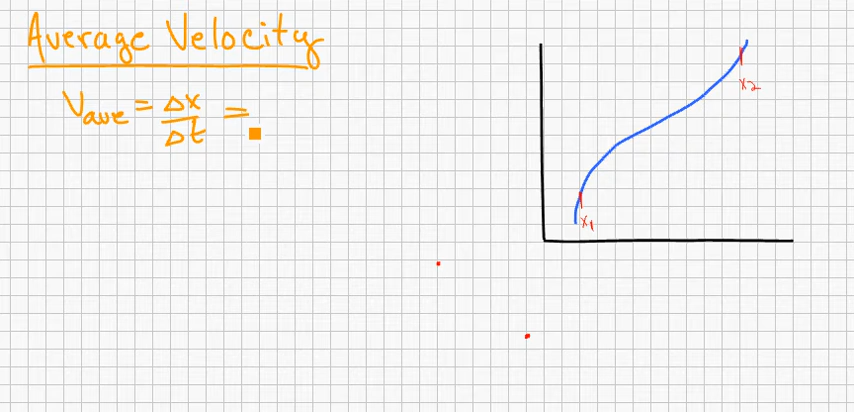 Average Velocity
Vave = Δx/Δt =
x2
x1